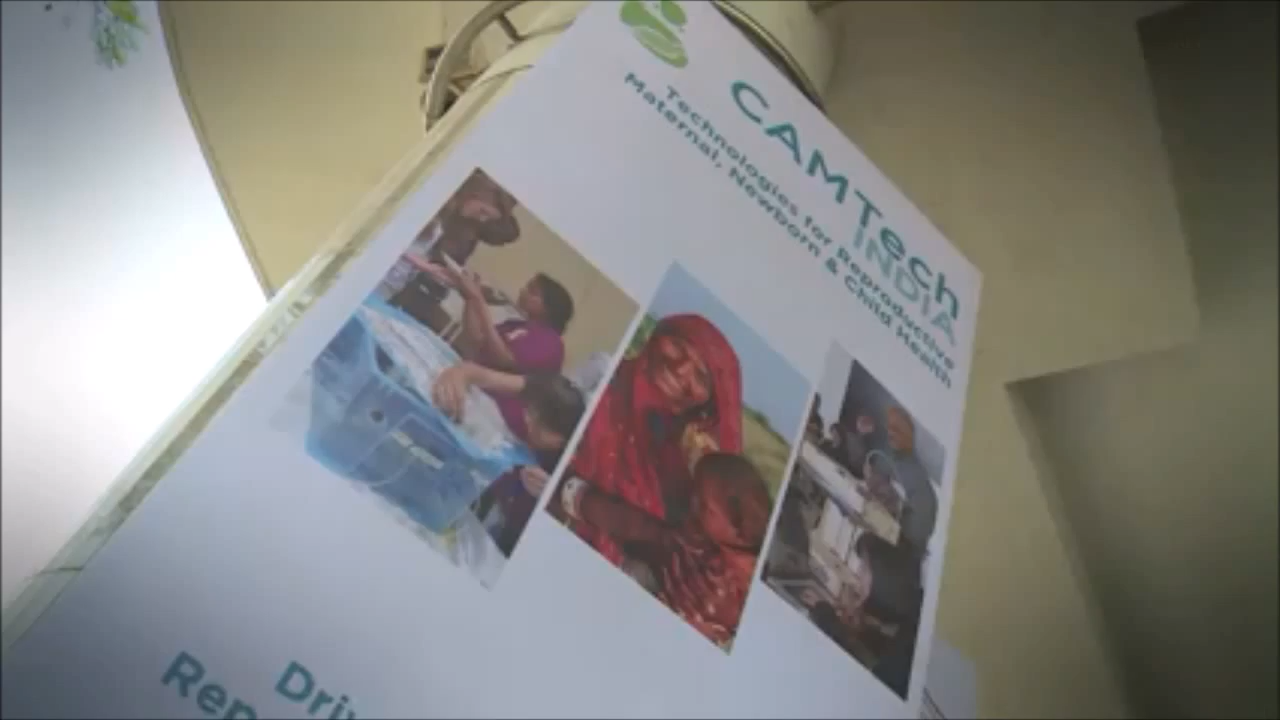 CAMTech
INDIA
Technologies for Reproductive
Maternal, Newborn & Child Health